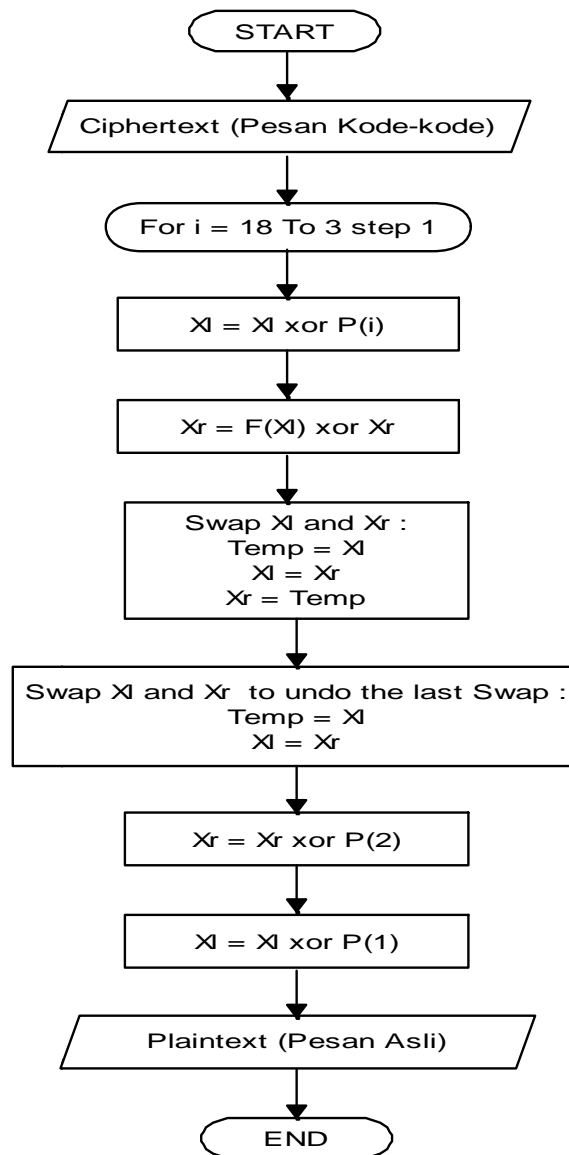 START
Ciphertext (Pesan Kode-kode)
For i = 18 To 3 step 1
Xl = Xl xor P(i)
Xr = F(Xl) xor Xr
Swap Xl and Xr :
Temp = Xl
Xl = Xr
Xr = Temp
Swap Xl and Xr to undo the last Swap :
Temp = Xl
Xl = Xr
Xr = Xr xor P(2)
Xl = Xl xor P(1)
Plaintext (Pesan Asli)
END